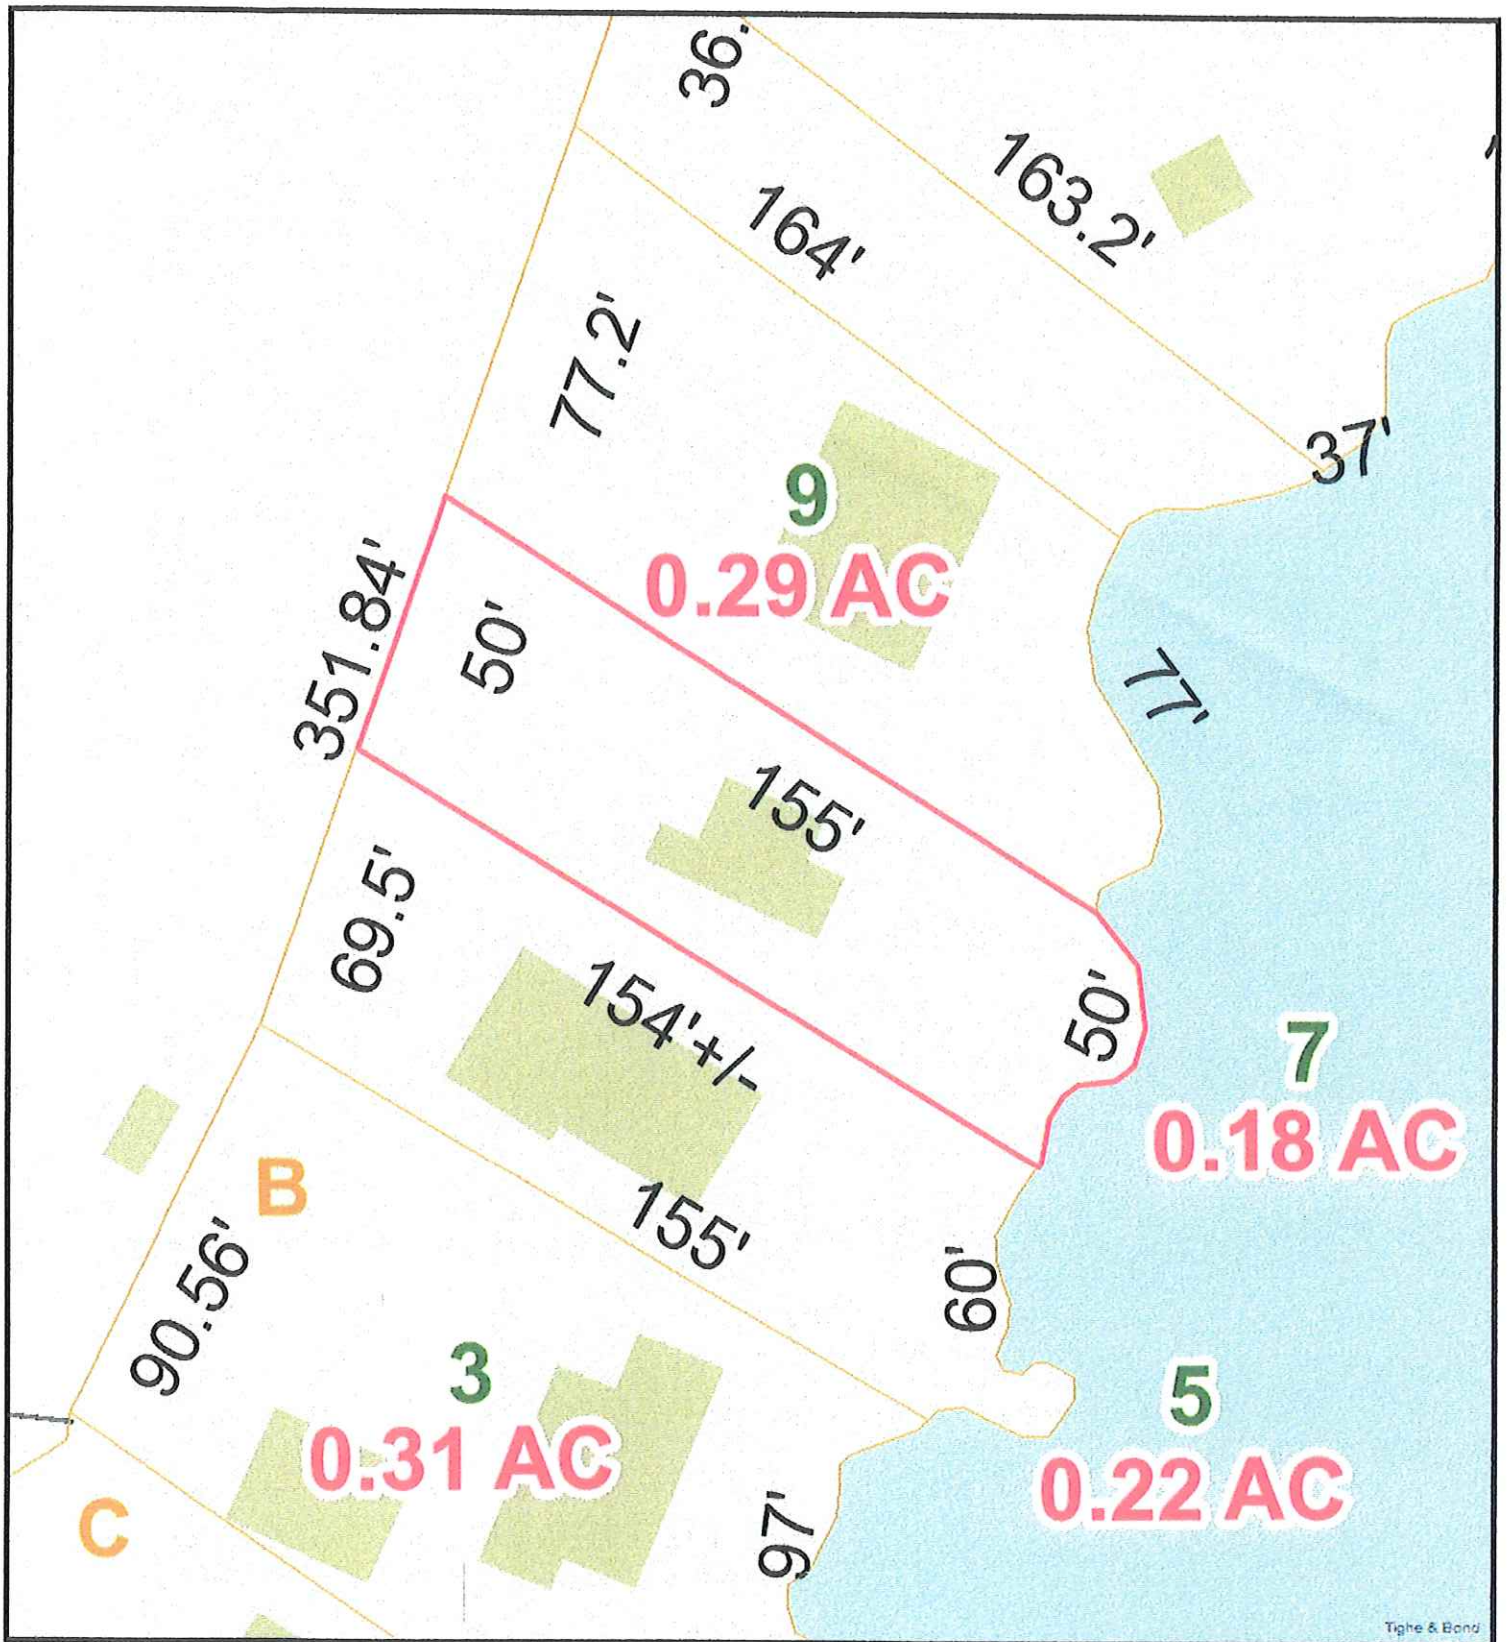 36.
163.2'
164'
77.2'
37'
9
0.29 AC
351.84'
50'
77'
155'
69.5'
154'+/-
50'
7
0.18 AC
B
155'
60'
90.56'
3
0.31 AC
5
0.22 AC
C
97'
Tighe & Bond